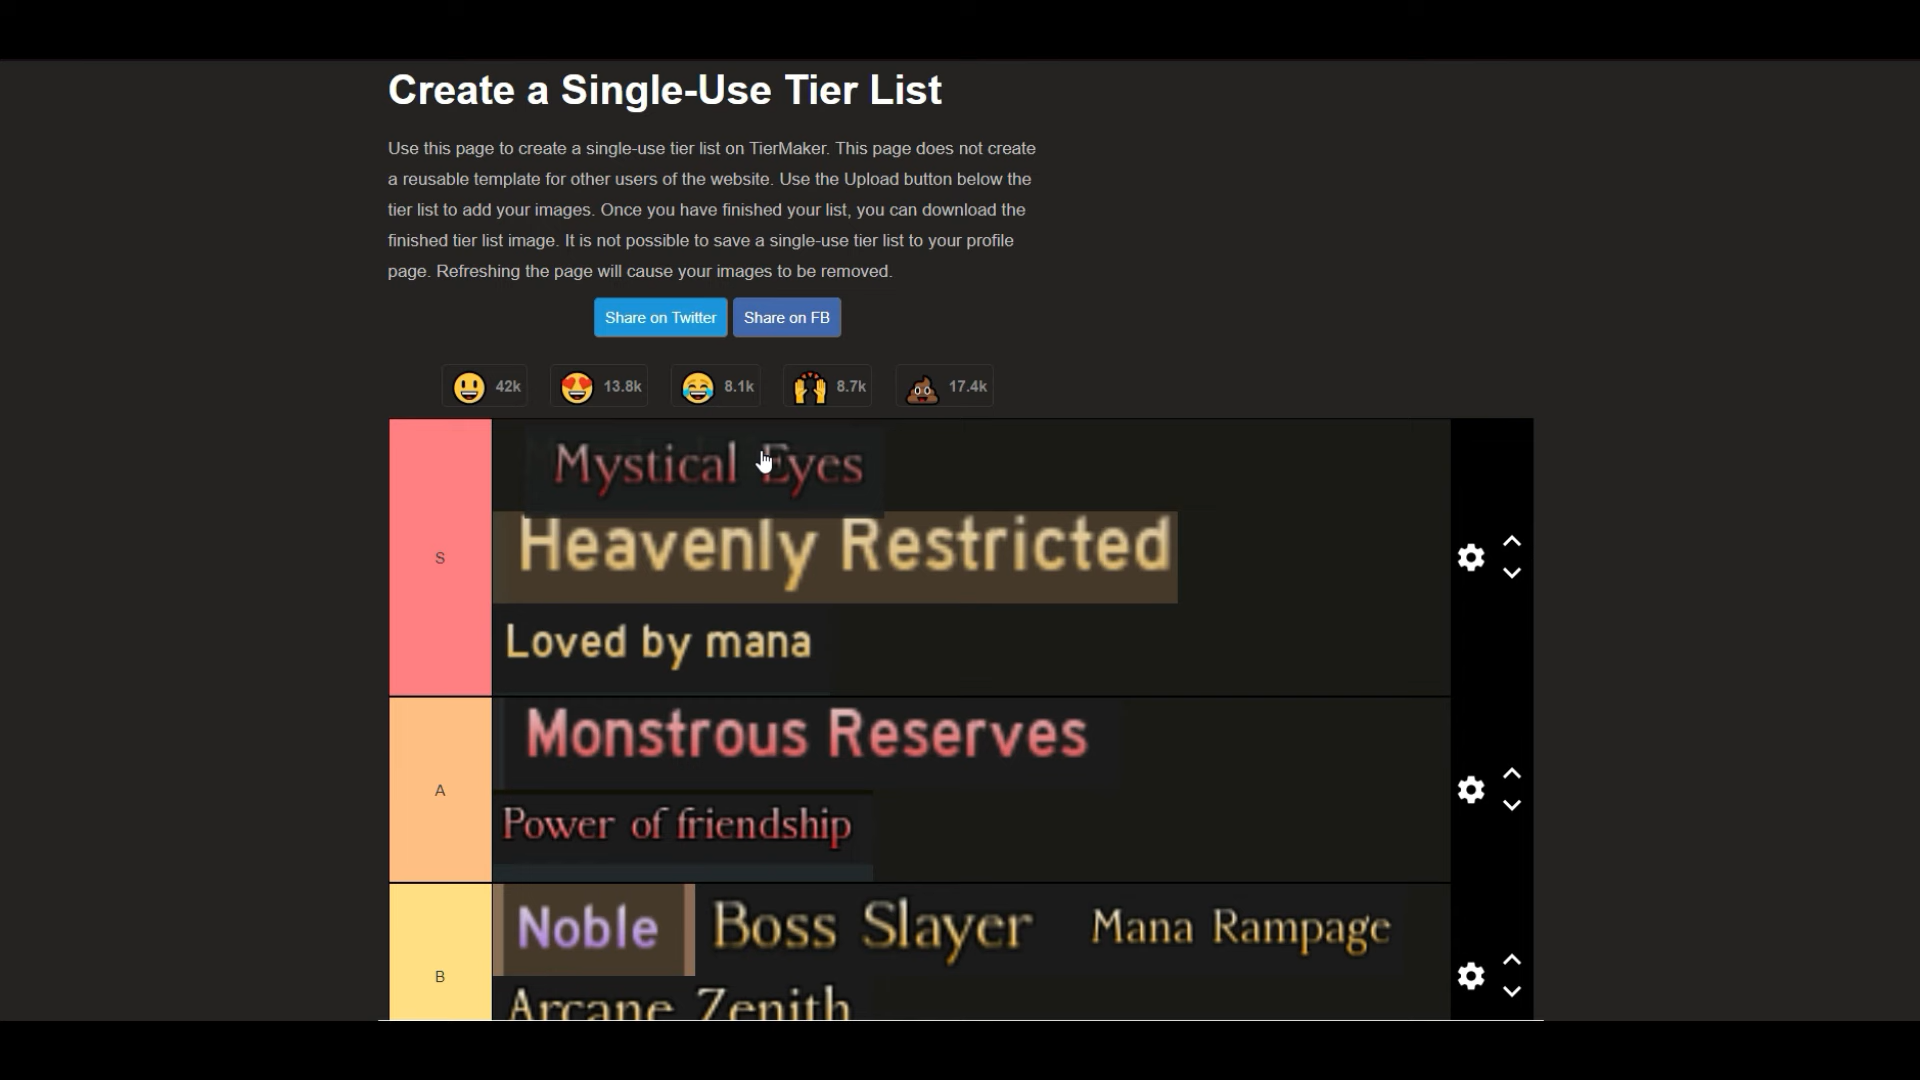 Create a Single-Use Tier List
Use this page to create a single-use tier list on TierMaker. This page does not create
a reusable template for other users of the website. Use the Upload button below the
tier list to add your images. Once you have finished your list, you can download the
finished tier list image. It is not possible to save a single-use tier list to your profile
page. Refreshing the page will cause your images to be removed.
Share on Twitter Share on FB
42k 13.8k 8.1k 8.7k 17.4k
S
Mystical Eyes
Heavenly Restricted
Loved by mana
A
Monstrous Reserves
Power of friendship
B
Noble Boss Slayer Mana Rampage
Arcane Zenith